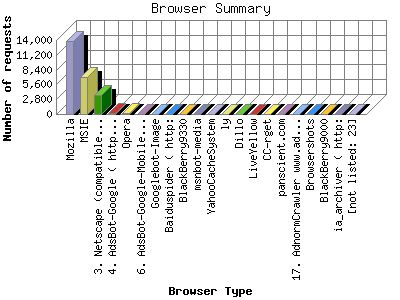 Browser Summary
Number of requests
14,000
11,200
8,400
5,600
2,800
0
Mozilla
MSIE
3. Netscape (compatible...
4. AdsBot-Google ( http...
Opera
6. AdsBot-Google-Mobile...
Googlebot-Image
Baiduspider ( http:
BlackBerry9330
msnbot-media
YahooCacheSystem
ly
Dillo
LiveYellow
CC-rget
panscient.com
17. AdnormCrawler www.ad...
Browsershots
BlackBerry9000
ia_archiver ( http:
[not listed: 23]
Browser Type